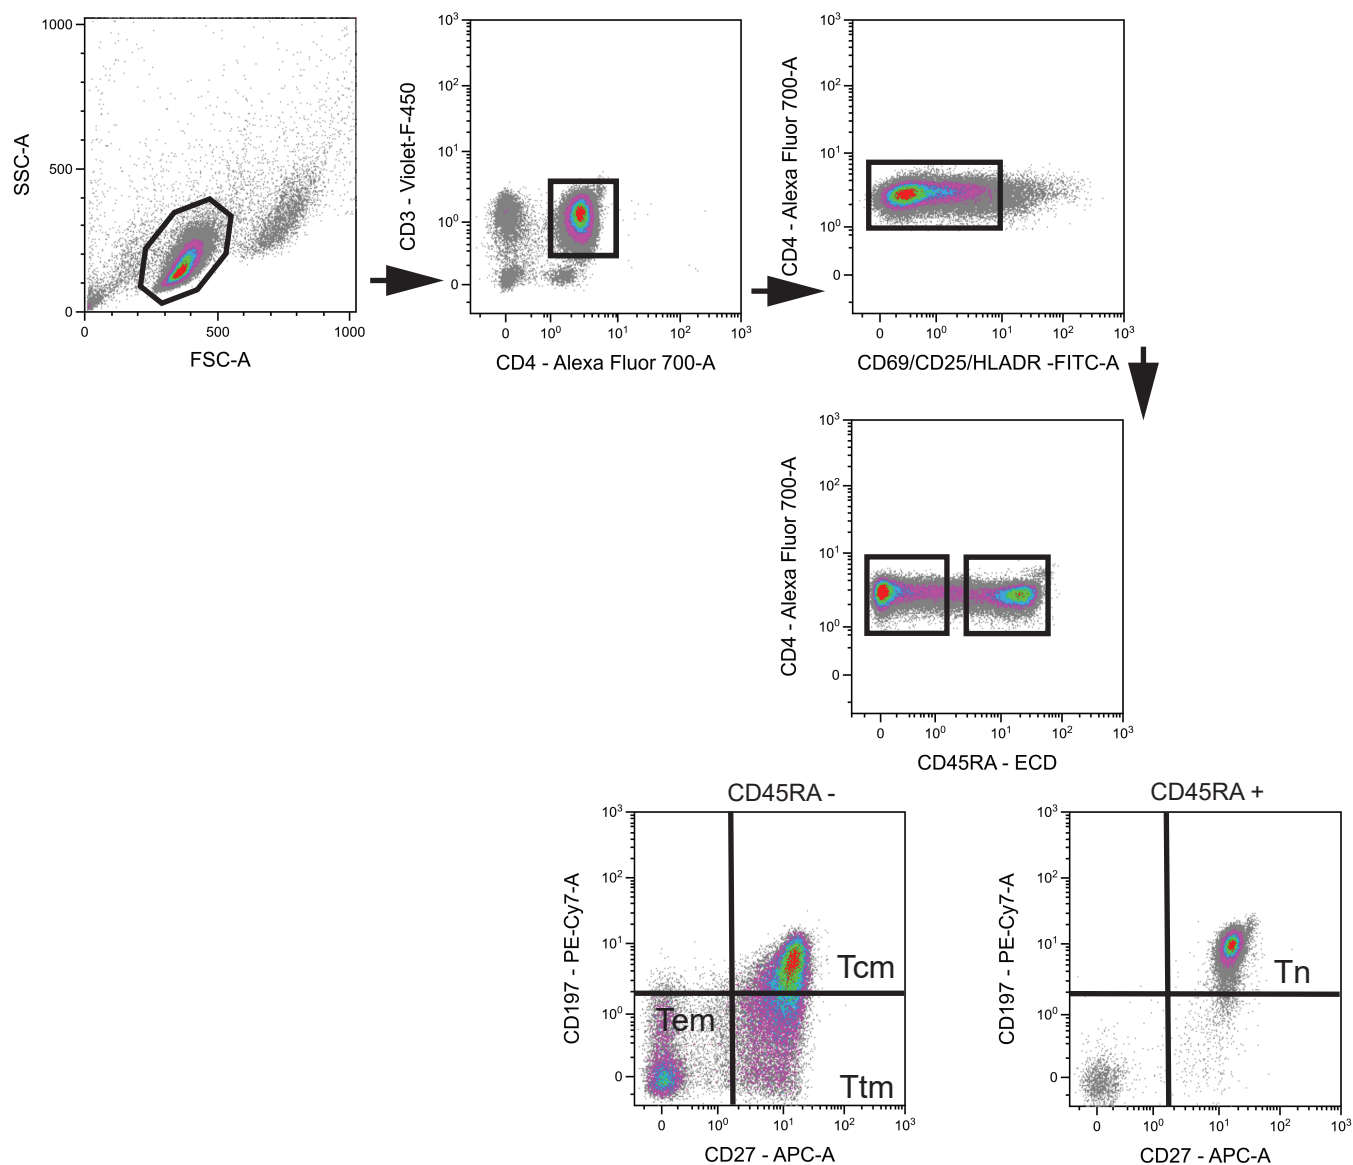 1000
500
0
SSC-A
0 500 1000
FSC-A
10³
10²
10¹
10⁰
0
CD3 - Violet-F-450
0 10⁰ 10¹ 10² 10³
CD4 - Alexa Fluor 700-A
10³
10²
10¹
10⁰
0
CD4 - Alexa Fluor 700-A
0 10⁰ 10¹ 10² 10³
CD69/CD25/HLADR -FITC-A
10³
10²
10¹
10⁰
0
CD4 - Alexa Fluor 700-A
0 10⁰ 10¹ 10² 10³
CD45RA - ECD
CD45RA -
10³
10²
10¹
10⁰
0
CD197 - PE-Cy7-A
Tcm
Tem
Ttm
0 10⁰ 10¹ 10² 10³
CD27 - APC-A
CD45RA +
10³
10²
10¹
10⁰
0
CD197 - PE-Cy7-A
Tn
0 10⁰ 10¹ 10² 10³
CD27 - APC-A